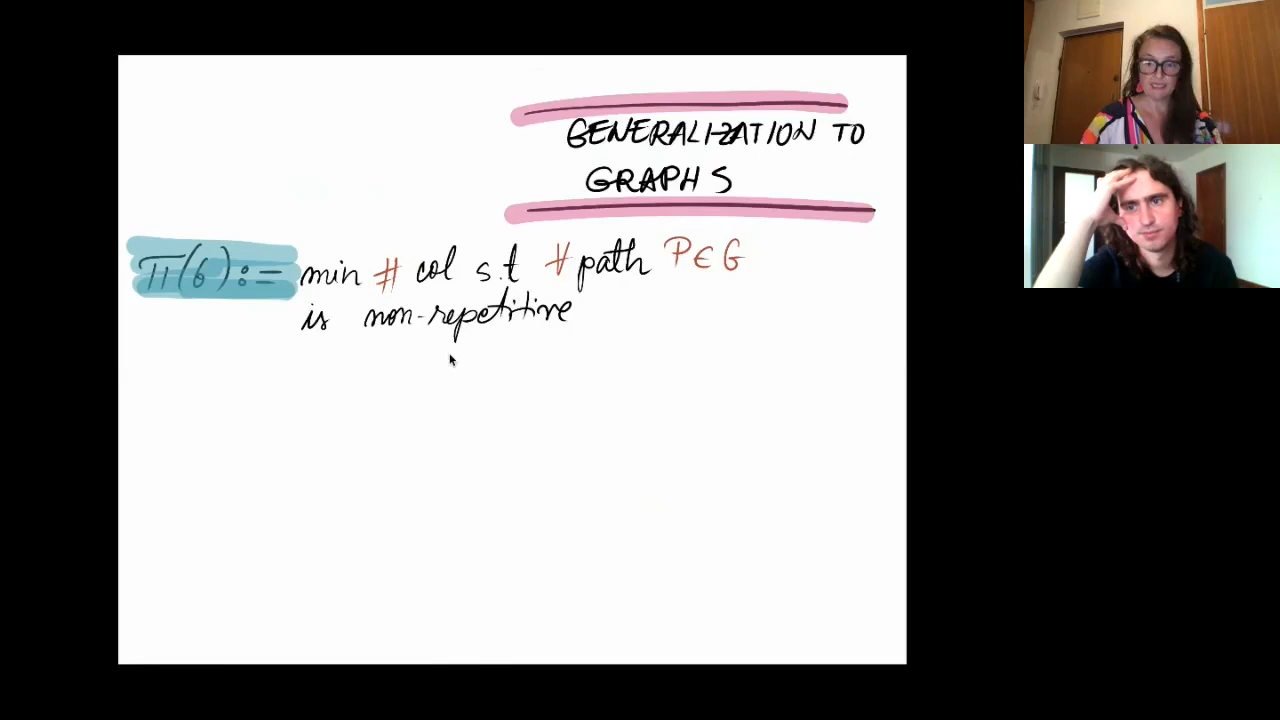 GENERALIZATION TO
GRAPHS
π(G) := min # col s.t ∀ path P∈G
is non-repetitive